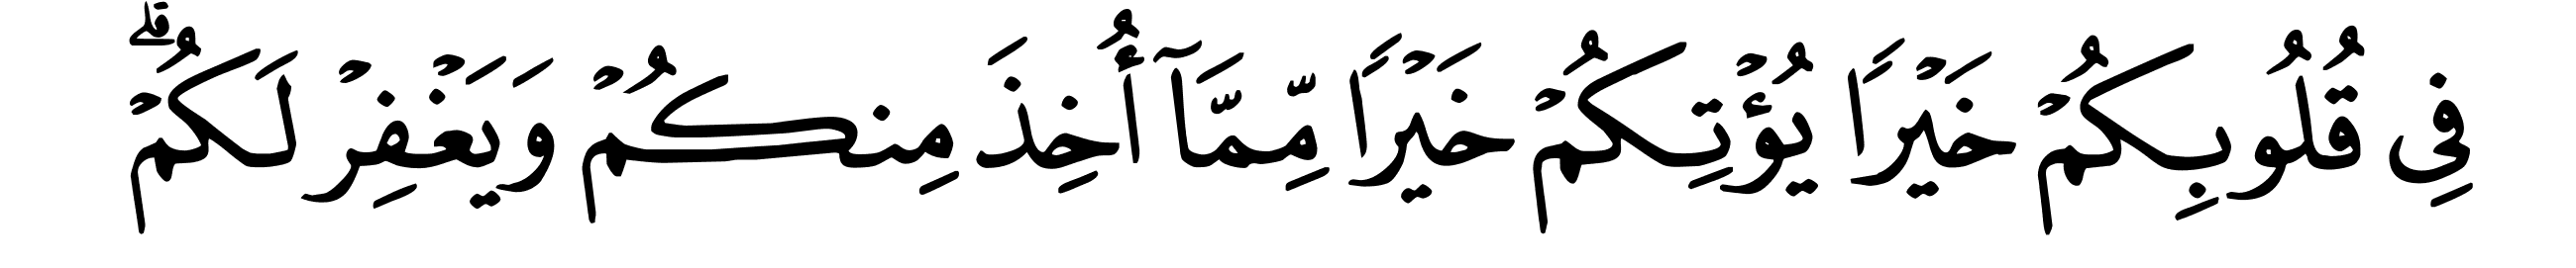 فِى قُلُوبِكُمۡ خَيۡرًا يُؤۡتِكُمۡ خَيۡرًا مِّمَّآ أُخِذَ مِنكُمۡ وَيَغۡفِرۡ لَكُمۡۗ